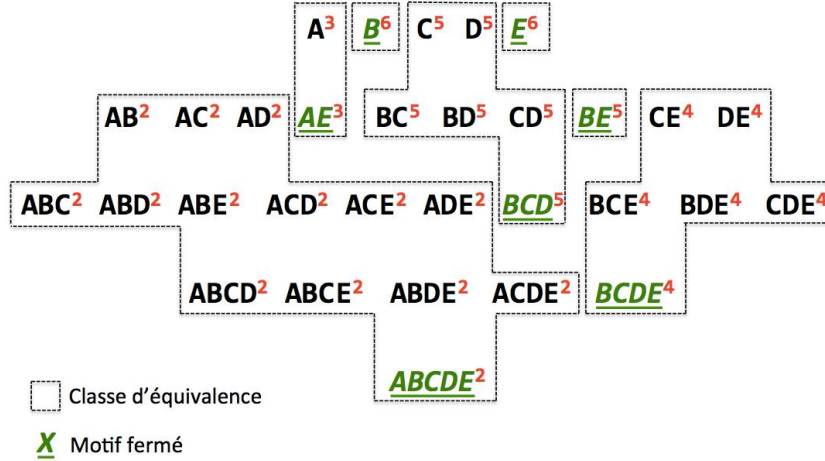 A³ B⁶ C⁵ D⁵ E⁶
AB² AC² AD² AE³ BC⁵ BD⁵ CD⁵ BE⁵ CE⁴ DE⁴
ABC² ABD² ABE² ACD² ACE² ADE² BCD⁵ BCE⁴ BDE⁴ CDE⁴
ABCD² ABCE² ABDE² ACDE² BCDE⁴
ABCDE²
Classe d'équivalence
X Motif fermé